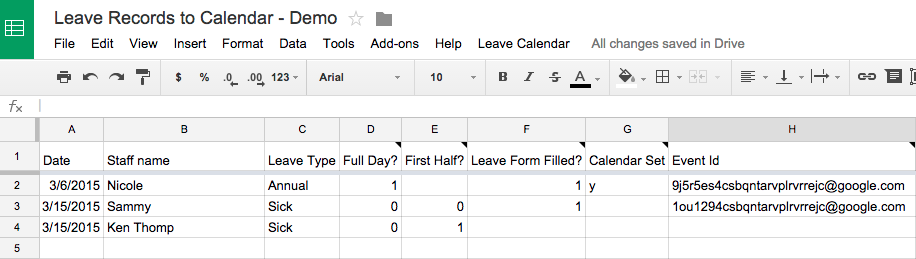 Leave Records to Calendar - Demo
File Edit View Insert Format Data Tools Add-ons Help Leave Calendar All changes saved in Drive
$ % .0 .00 123 Arial 10 B I S A
fx
A B C D E F G H
1 Date Staff name Leave Type Full Day? First Half? Leave Form Filled? Calendar Set Event Id
2 3/6/2015 Nicole Annual 1 1 y 9j5r5es4csbqntarvplrvrrejc@google.com
3 3/15/2015 Sammy Sick 0 0 1 1ou1294csbqntarvplrvrrejc@google.com
4 3/15/2015 Ken Thomp Sick 0 1
5